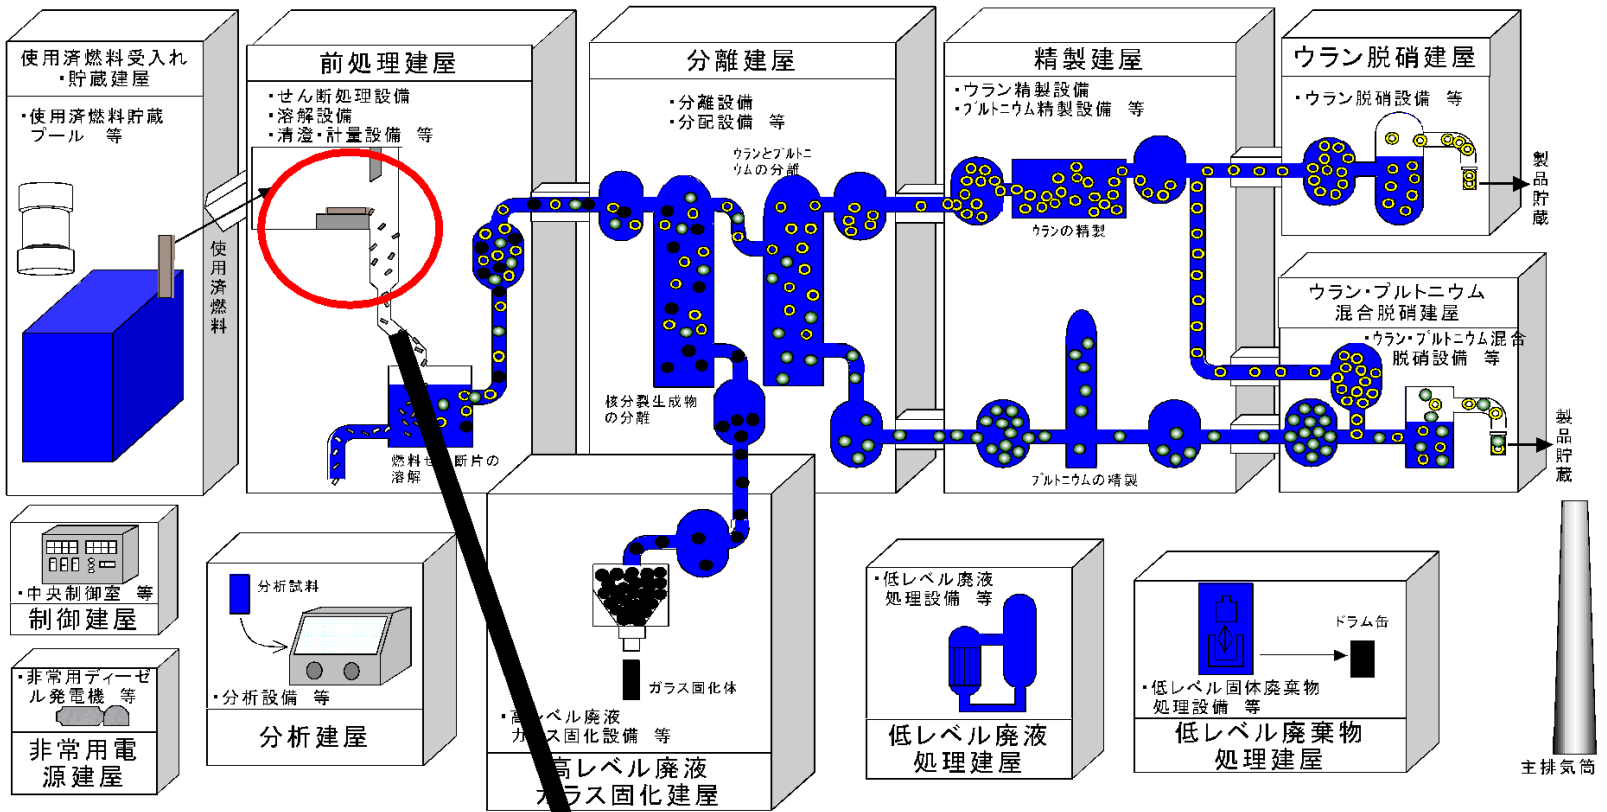 使用済燃料受入れ
・貯蔵建屋
・使用済燃料貯蔵
プール 等
使用済燃料
前処理建屋
・せん断処理設備
・溶解設備
・清澄・計量設備 等
燃料せ
断片の
溶解
分離建屋
・分離設備
・分配設備 等
ウランとプルト
ニウムの分離
核分裂生成物
の分離
精製建屋
・ウラン精製設備
・プルトニウム精製設備 等
ウランの精製
プルトニウムの精製
ウラン脱硝建屋
・ウラン脱硝設備 等
製品貯蔵
ウラン・プルトニウム
混合脱硝建屋
・ウラン・プルトニウム混合
脱硝設備 等
製品貯蔵
・中央制御室 等
制御建屋
・非常用ディーゼ
ル発電機 等
非常用電
源建屋
分析試料
・分析設備 等
分析建屋
ガラス固化体
・高レベル廃液
ガラス固化設備 等
高レベル廃液
ガラス固化建屋
・低レベル廃液
処理設備 等
低レベル廃液
処理建屋
ドラム缶
・低レベル固体廃棄物
処理設備 等
低レベル廃棄物
処理建屋
主排気筒